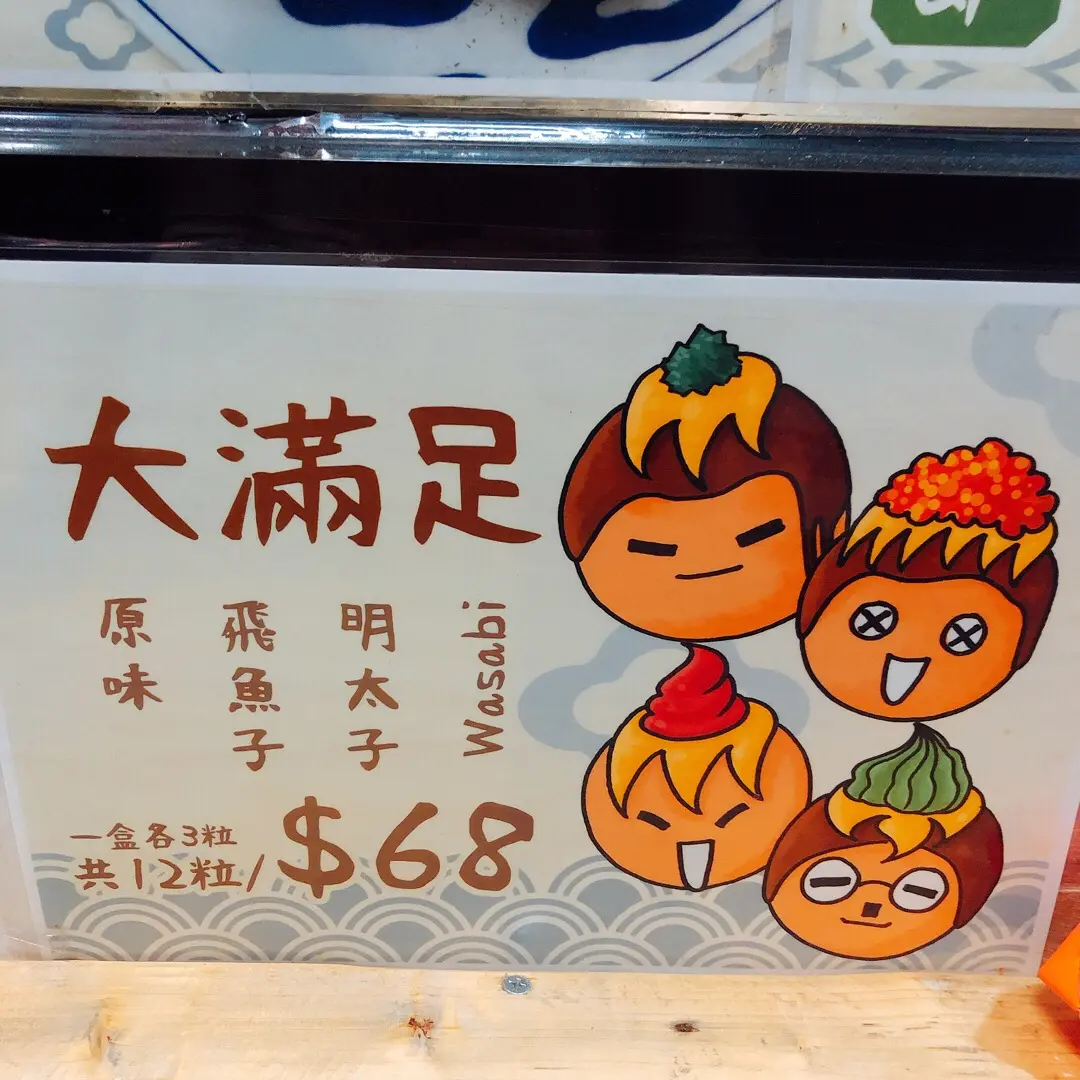 大滿足
原味
飛魚子
明太子
Wasabi
一盒各3粒
共12粒/$68